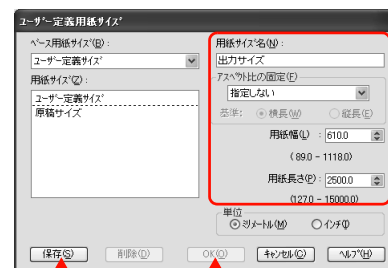 ユーザー定義用紙サイズ
ベース用紙サイズ(B):
ユーザー定義サイズ
用紙サイズ(Z):
ユーザー定義サイズ
原稿サイズ
用紙サイズ名(N):
出力サイズ
アスペクト比の固定(F)
指定しない
基準: 横長(W) 縦長(E)
用紙幅(L) : 610.0
(89.0 - 1118.0)
用紙長さ(P): 2500.0
(127.0 - 15000.0)
単位
ミリメートル(M) インチ(I)
保存(S) 削除(D) OK(O) キャンセル(C) ヘルプ(H)